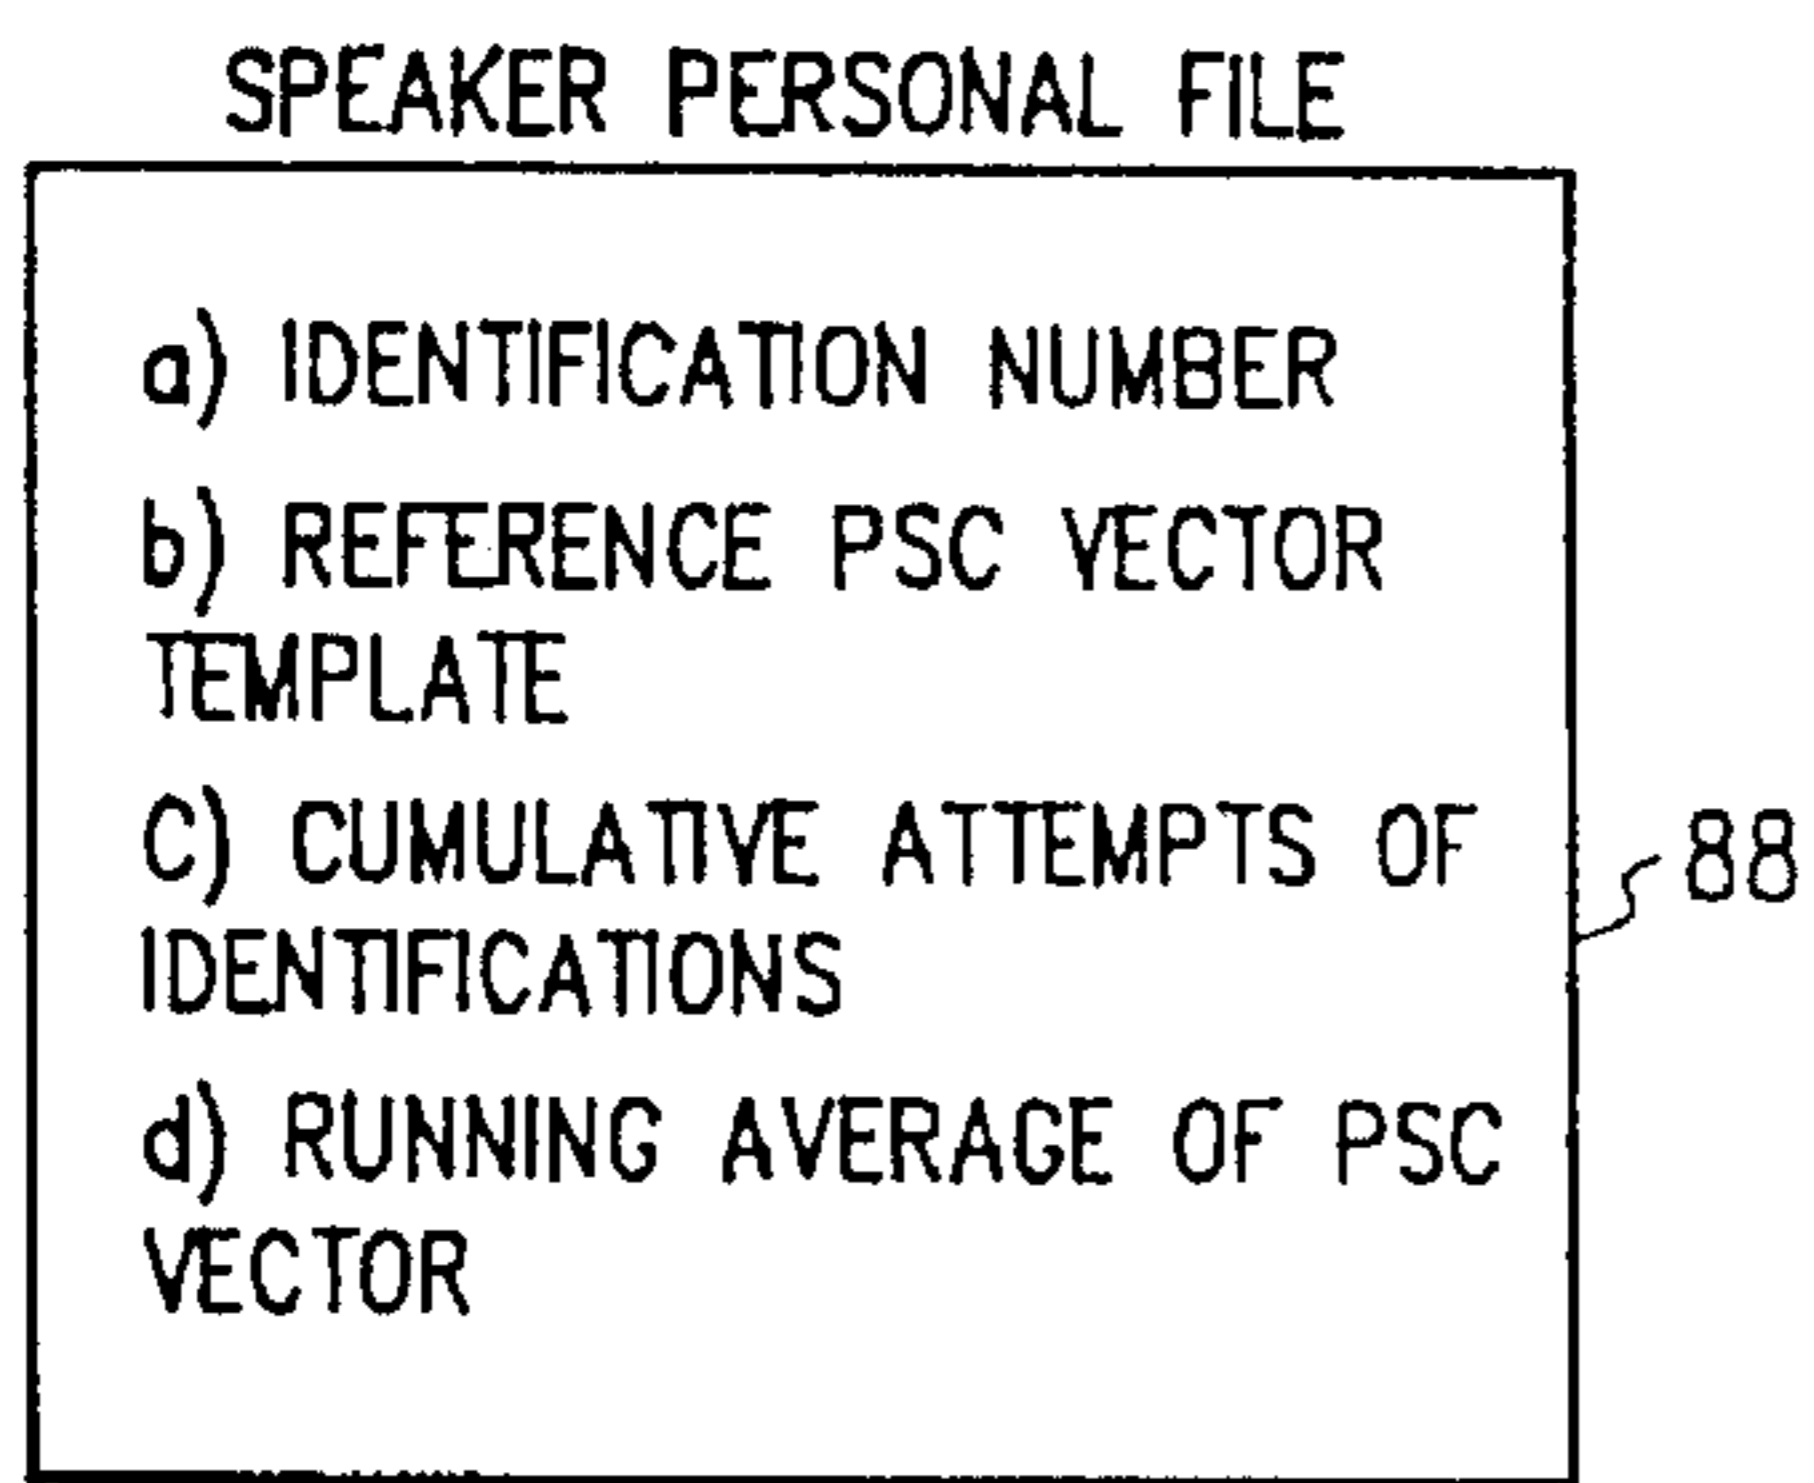 SPEAKER PERSONAL FILE
a) IDENTIFICATION NUMBER
b) REFERENCE PSC VECTOR
TEMPLATE
C) CUMULATIVE ATTEMPTS OF
IDENTIFICATIONS
88
d) RUNNING AVERAGE OF PSC
VECTOR